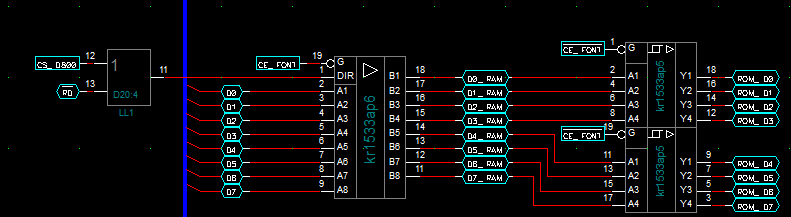 CS_D800 12 1 11
RD 13 D20:4
LL1
CE_FONT 19 G
1 DIR
D0 2 A1 B1 18 D0_RAM
D1 3 A2 B2 17 D1_RAM
D2 4 A3 B3 16 D2_RAM
D3 5 A4 B4 15 D3_RAM
D4 6 A5 B5 14 D4_RAM
D5 7 A6 B6 13 D5_RAM
D6 8 A7 B7 12 D6_RAM
D7 9 A8 B8 11 D7_RAM
kr1533ap6
CE_FONT 1 G
2 A1 Y1 18 ROM_D0
4 A2 Y2 16 ROM_D1
6 A3 Y3 14 ROM_D2
8 A4 Y4 12 ROM_D3
kr1533ap5
CE_FONT 19 G
11 A1 Y1 9 ROM_D4
13 A2 Y2 7 ROM_D5
15 A3 Y3 5 ROM_D6
17 A4 Y4 3 ROM_D7
kr1533ap5